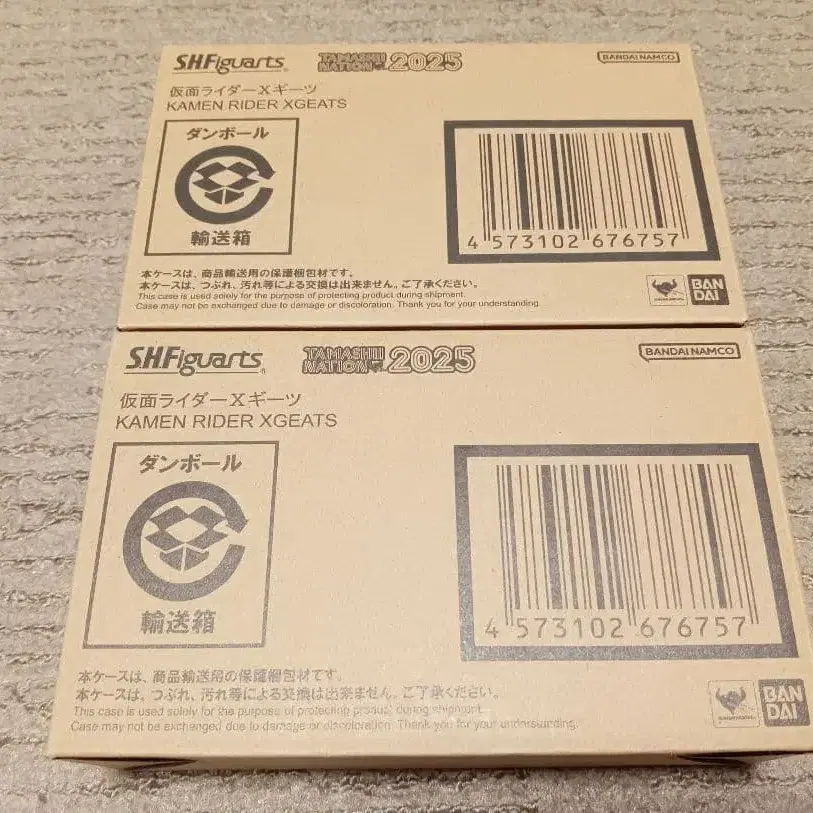 S.H.Figuarts TAMASHII NATION 2025 BANDAI NAMCO
仮面ライダーXギーツ
KAMEN RIDER XGEATS
ダンボール
輸送箱
4 573102 676757
本ケースは、商品輸送用の保護梱包材です。
本ケースは、つぶれ、汚れ等による交換は出来ません。ご了承ください。
This case is used solely for the purpose of protecting product during shipment.
Case may not be exchanged due to damage or discoloration. Thank you for your understanding.
BAN
DAI
S.H.Figuarts TAMASHII NATION 2025 BANDAI NAMCO
仮面ライダーXギーツ
KAMEN RIDER XGEATS
ダンボール
輸送箱
4 573102 676757
本ケースは、商品輸送用の保護梱包材です。
本ケースは、つぶれ、汚れ等による交換は出来ません。ご了承ください。
This case is used solely for the purpose of protecting product during shipment.
Case may not be exchanged due to damage or discoloration. Thank you for your understanding.
BAN
DAI